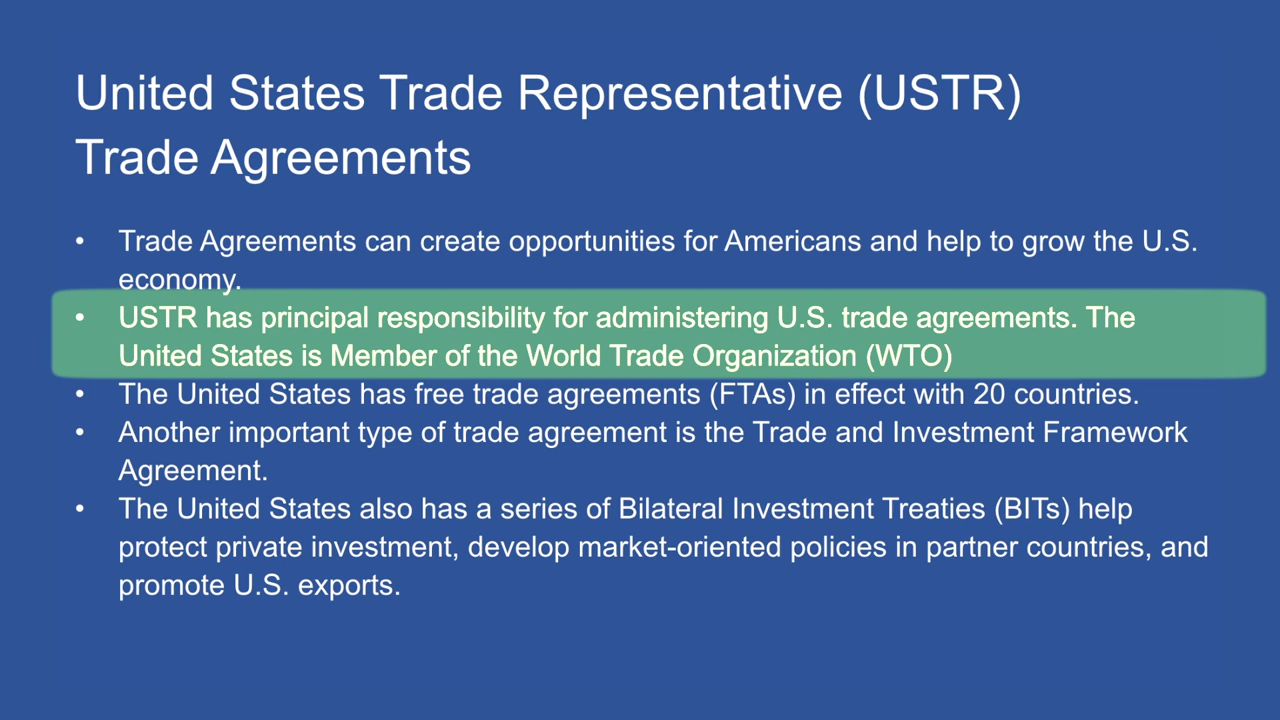 United States Trade Representative (USTR)
Trade Agreements
• Trade Agreements can create opportunities for Americans and help to grow the U.S.
economy.
• USTR has principal responsibility for administering U.S. trade agreements. The
United States is Member of the World Trade Organization (WTO)
• The United States has free trade agreements (FTAs) in effect with 20 countries.
• Another important type of trade agreement is the Trade and Investment Framework
Agreement.
• The United States also has a series of Bilateral Investment Treaties (BITs) help
protect private investment, develop market-oriented policies in partner countries, and
promote U.S. exports.